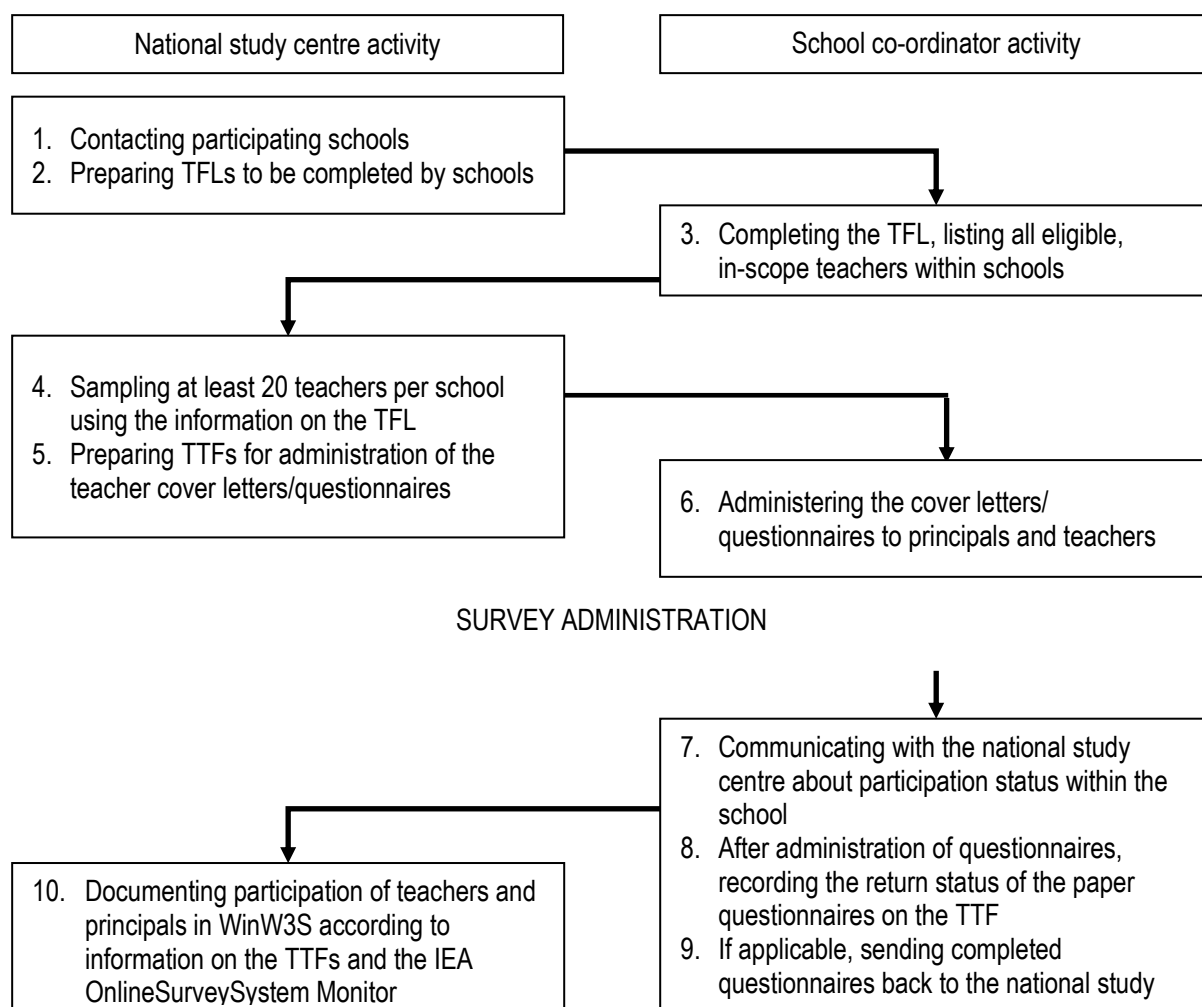 National study centre activity
School co-ordinator activity
1. Contacting participating schools
2. Preparing TFLs to be completed by schools
3. Completing the TFL, listing all eligible,
in-scope teachers within schools
4. Sampling at least 20 teachers per school
using the information on the TFL
5. Preparing TTFs for administration of the
teacher cover letters/questionnaires
6. Administering the cover letters/
questionnaires to principals and teachers
SURVEY ADMINISTRATION
7. Communicating with the national study
centre about participation status within the
school
8. After administration of questionnaires,
recording the return status of the paper
questionnaires on the TTF
9. If applicable, sending completed
questionnaires back to the national study
10. Documenting participation of teachers and
principals in WinW3S according to
information on the TTFs and the IEA
OnlineSurveySystem Monitor